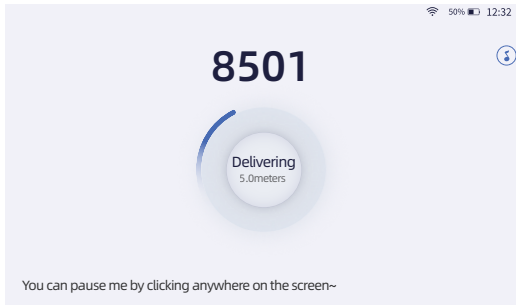 50% 12:32
8501
Delivering
5.0meters
You can pause me by clicking anywhere on the screen~